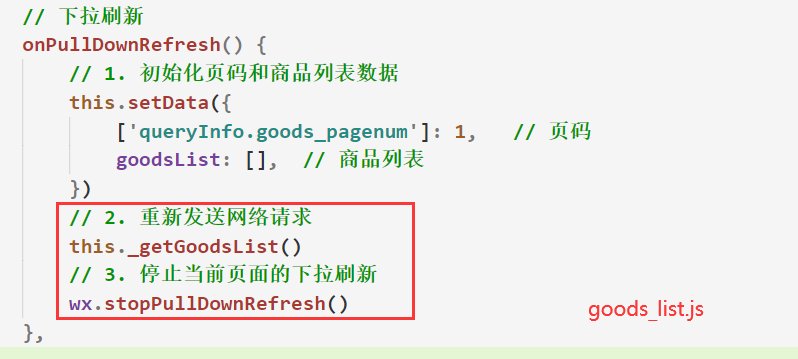 // 下拉刷新
onPullDownRefresh() {
// 1. 初始化页码和商品列表数据
this.setData({
['queryInfo.goods_pagenum']: 1, // 页码
goodsList: [], // 商品列表
})
// 2. 重新发送网络请求
this._getGoodsList()
// 3. 停止当前页面的下拉刷新
wx.stopPullDownRefresh()
goods_list.js
},